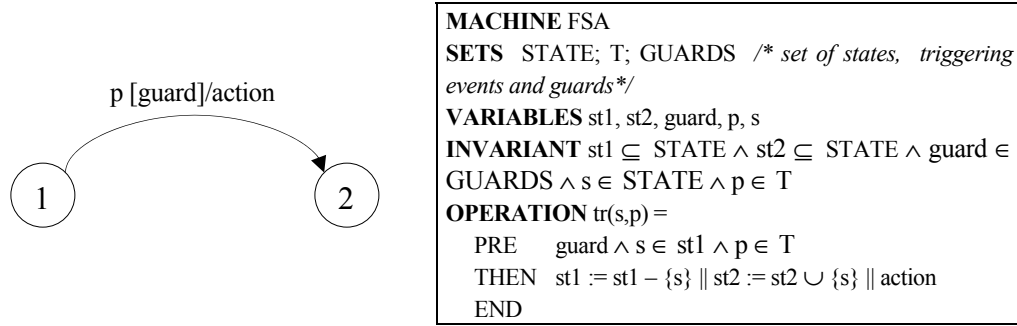 p [guard]/action
1
2
MACHINE FSA
SETS STATE; T; GUARDS /* set of states, triggering
events and guards*/
VARIABLES st1, st2, guard, p, s
INVARIANT st1 ⊆ STATE ∧ st2 ⊆ STATE ∧ guard ∈
GUARDS ∧ s ∈ STATE ∧ p ∈ T
OPERATION tr(s,p) =
PRE guard ∧ s ∈ st1 ∧ p ∈ T
THEN st1 := st1 – {s} || st2 := st2 ∪ {s} || action
END